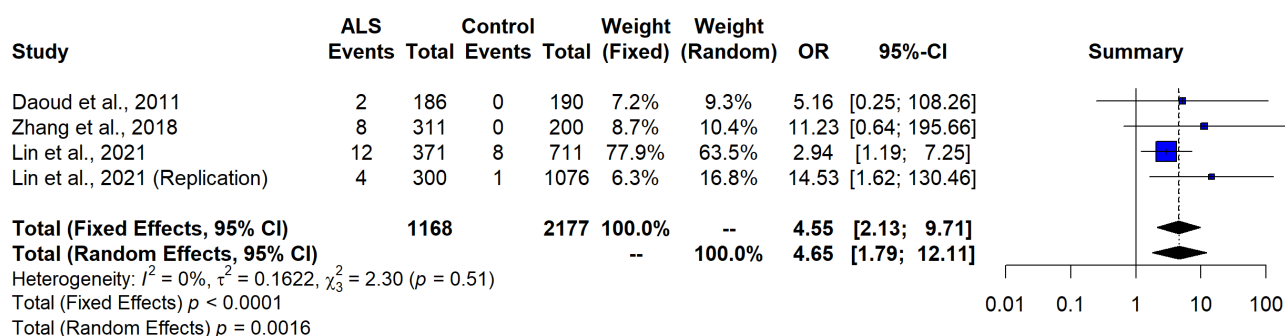 ALS Control Weight Weight
Study Events Total Events Total (Fixed) (Random) OR 95%-CI Summary
Daoud et al., 2011 2 186 0 190 7.2% 9.3% 5.16 [0.25; 108.26]
Zhang et al., 2018 8 311 0 200 8.7% 10.4% 11.23 [0.64; 195.66]
Lin et al., 2021 12 371 8 711 77.9% 63.5% 2.94 [1.19; 7.25]
Lin et al., 2021 (Replication) 4 300 1 1076 6.3% 16.8% 14.53 [1.62; 130.46]
Total (Fixed Effects, 95% CI) 1168 2177 100.0% -- 4.55 [2.13; 9.71]
Total (Random Effects, 95% CI) -- 100.0% 4.65 [1.79; 12.11]
Heterogeneity: I² = 0%, τ² = 0.1622, χ²₃ = 2.30 (p = 0.51)
Total (Fixed Effects) p < 0.0001
Total (Random Effects) p = 0.0016
0.01 0.1 1 10 100